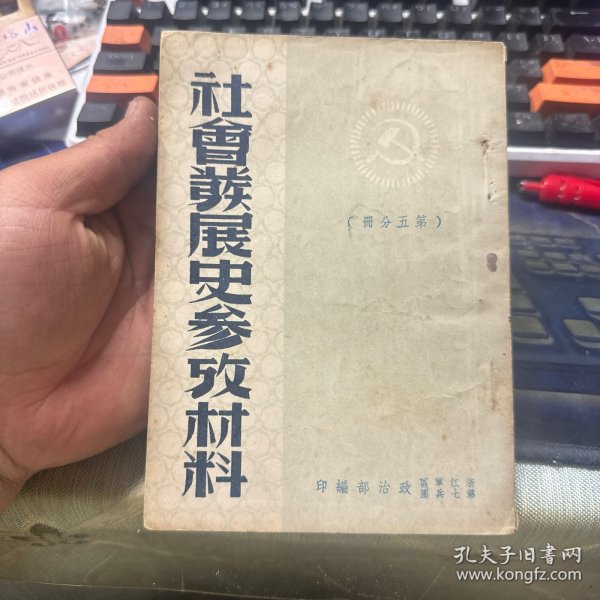 社會發展史參攷材料
（第五分冊）
浙江軍區
第七兵團
政治部編印
孔夫子旧书网
www.kongfz.com